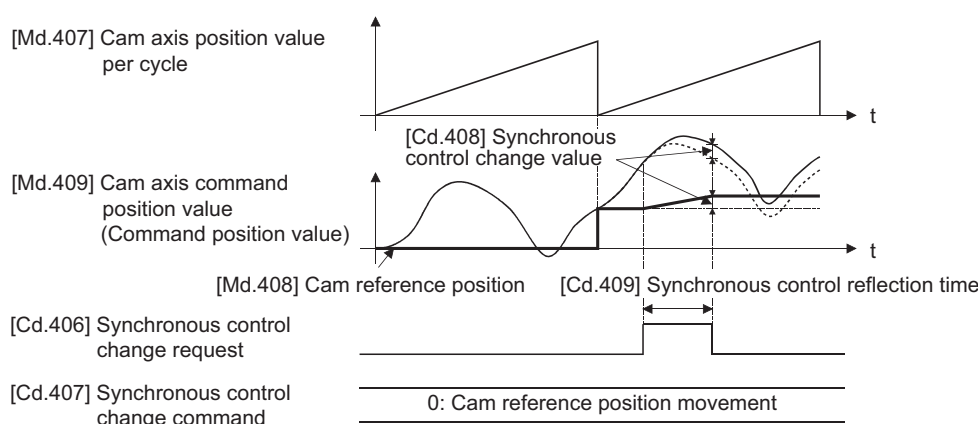 [Md.407] Cam axis position value
per cycle
t
[Cd.408] Synchronous
control change value
[Md.409] Cam axis command
position value
(Command position value)
t
[Md.408] Cam reference position
[Cd.409] Synchronous control reflection time
[Cd.406] Synchronous control
change request
[Cd.407] Synchronous control
change command
0: Cam reference position movement